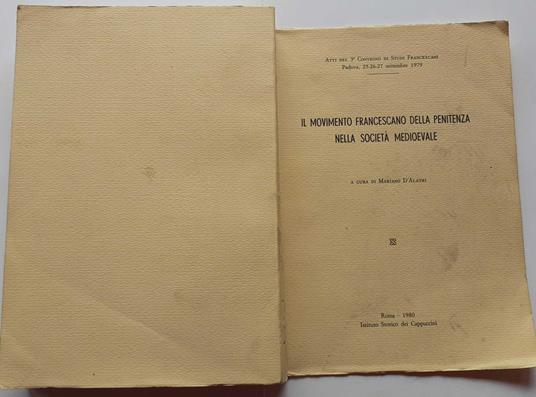 Atti del 3º Convegno di Studi Francescani
Padova, 25-26-27 settembre 1979
IL MOVIMENTO FRANCESCANO DELLA PENITENZA
NELLA SOCIETÀ MEDIOEVALE
a cura di Mariano D'Alatri
Roma - 1980
Istituto Storico dei Cappuccini